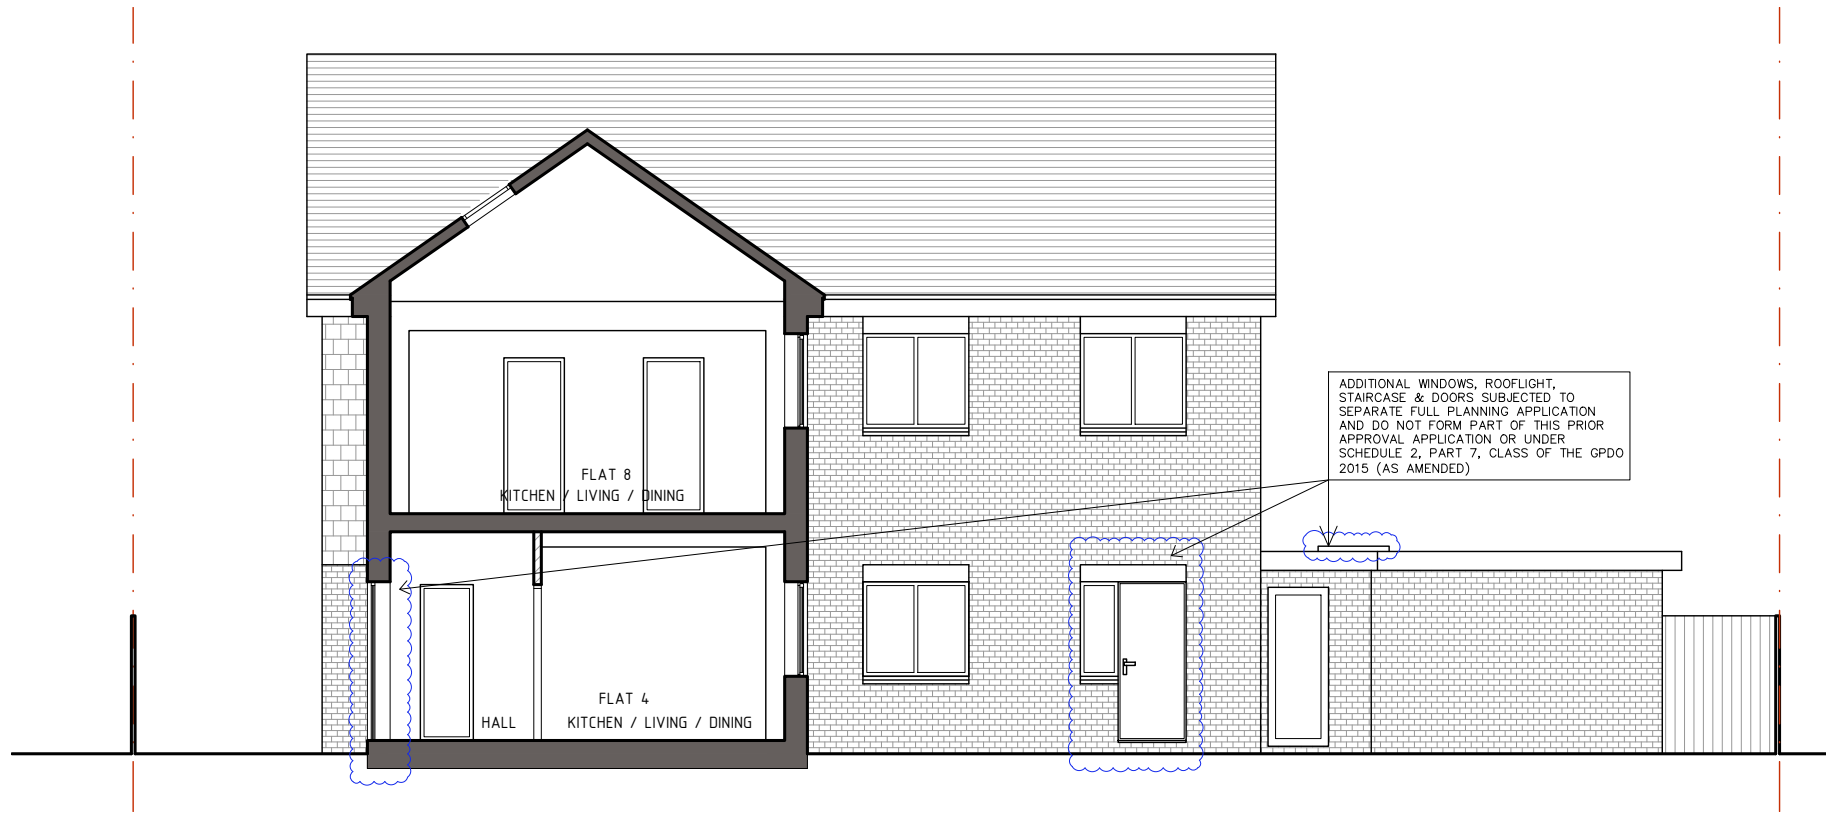 ADDITIONAL WINDOWS, ROOFLIGHT,
STAIRCASE & DOORS SUBJECTED TO
SEPARATE FULL PLANNING APPLICATION
AND DO NOT FORM PART OF THIS PRIOR
APPROVAL APPLICATION OR UNDER
SCHEDULE 2, PART 7, CLASS OF THE GPDO
2015 (AS AMENDED)
FLAT 8
KITCHEN / LIVING / DINING
FLAT 4
HALL
KITCHEN / LIVING / DINING